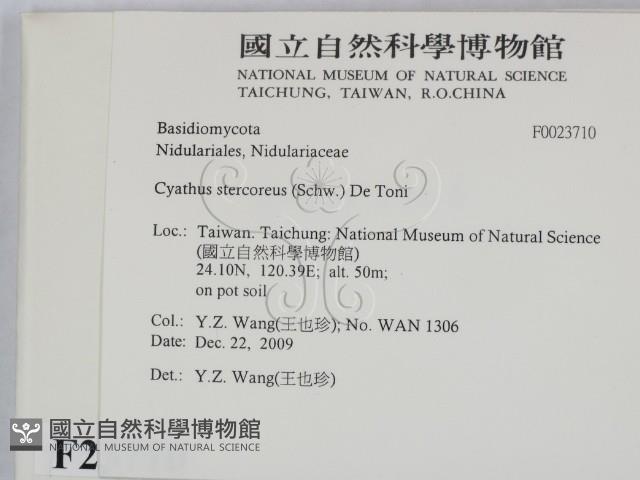 國立自然科學博物館
NATIONAL MUSEUM OF NATURAL SCIENCE
TAICHUNG, TAIWAN, R.O.CHINA
Basidiomycota F0023710
Nidulariales, Nidulariaceae
Cyathus stercoreus (Schw.) De Toni
Loc.: Taiwan. Taichung: National Museum of Natural Science
(國立自然科學博物館)
24.10N, 120.39E; alt. 50m;
on pot soil
Col.: Y.Z. Wang(王也珍); No. WAN 1306
Date: Dec. 22, 2009
Det.: Y.Z. Wang(王也珍)
國立自然科學博物館
NATIONAL MUSEUM OF NATURAL SCIENCE
F2